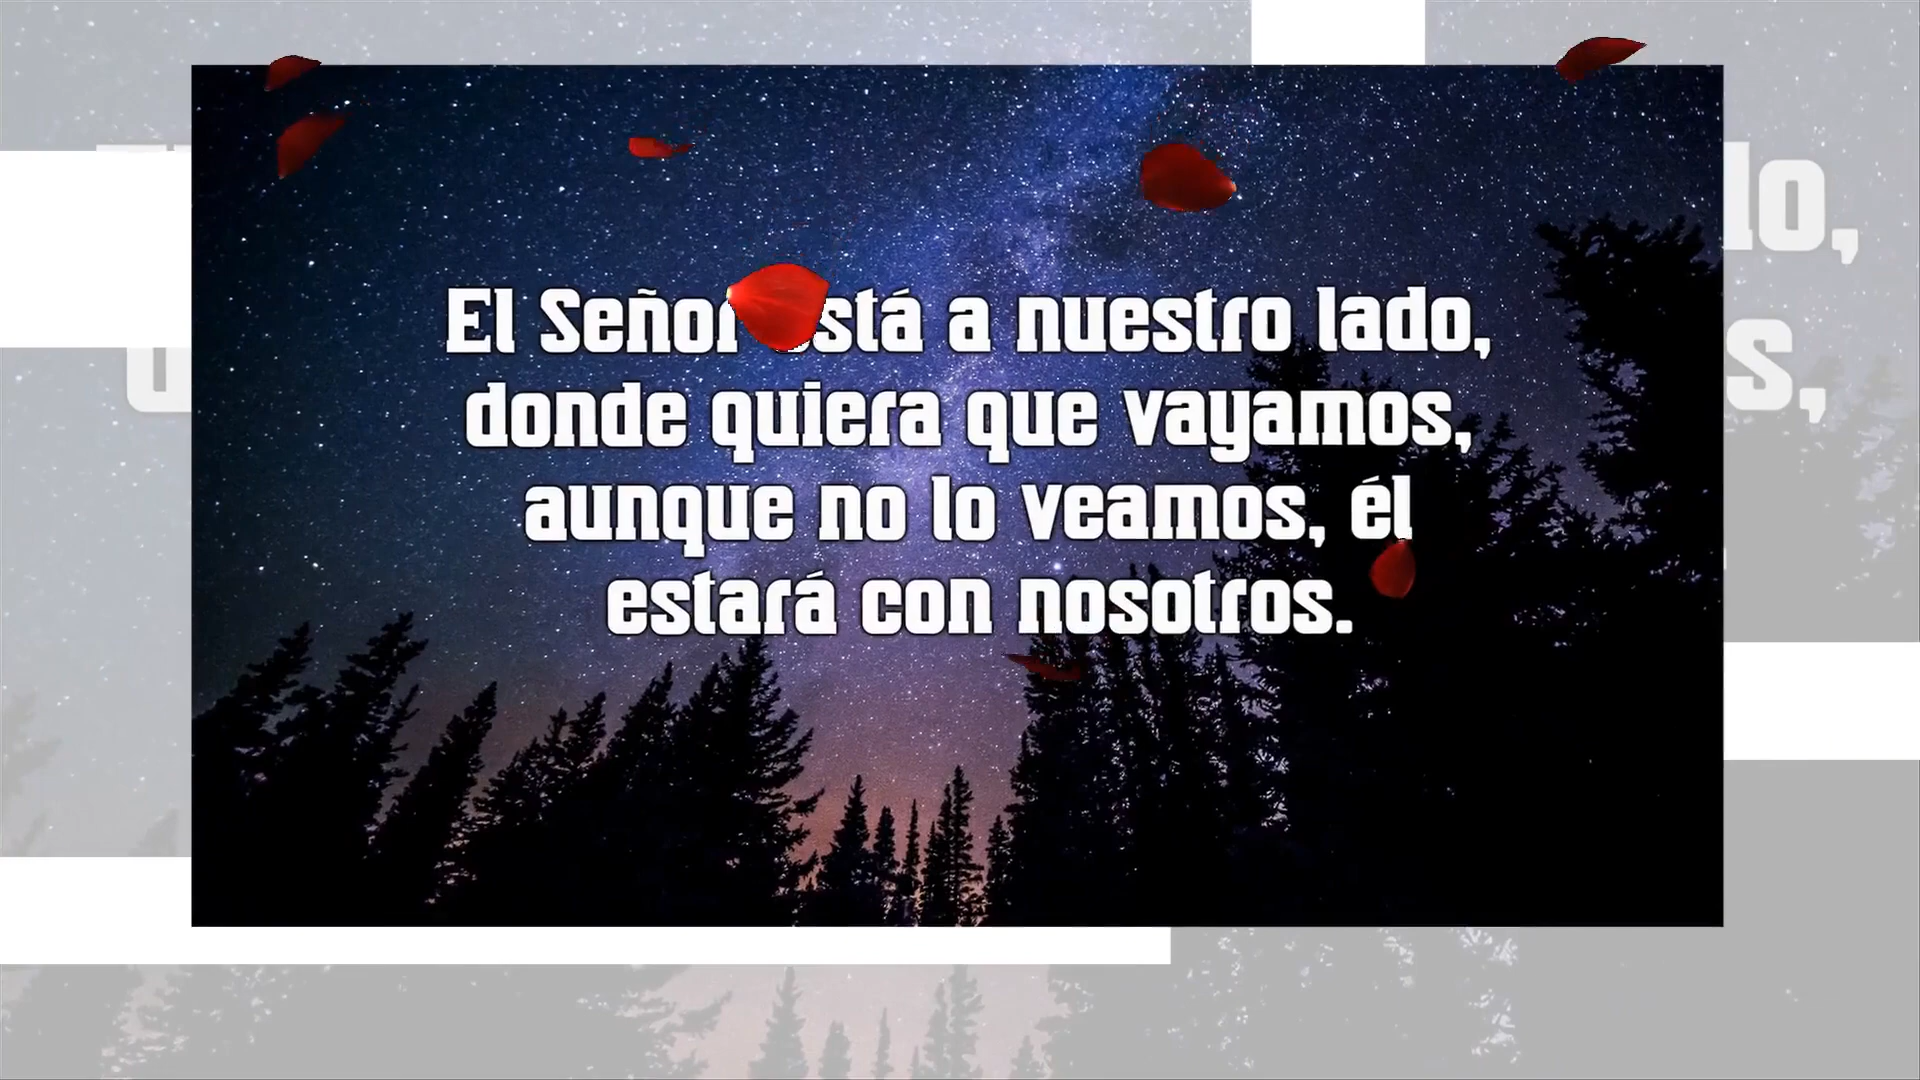 El Señor está a nuestro lado,
donde quiera que vayamos,
aunque no lo veamos, él
estará con nosotros.